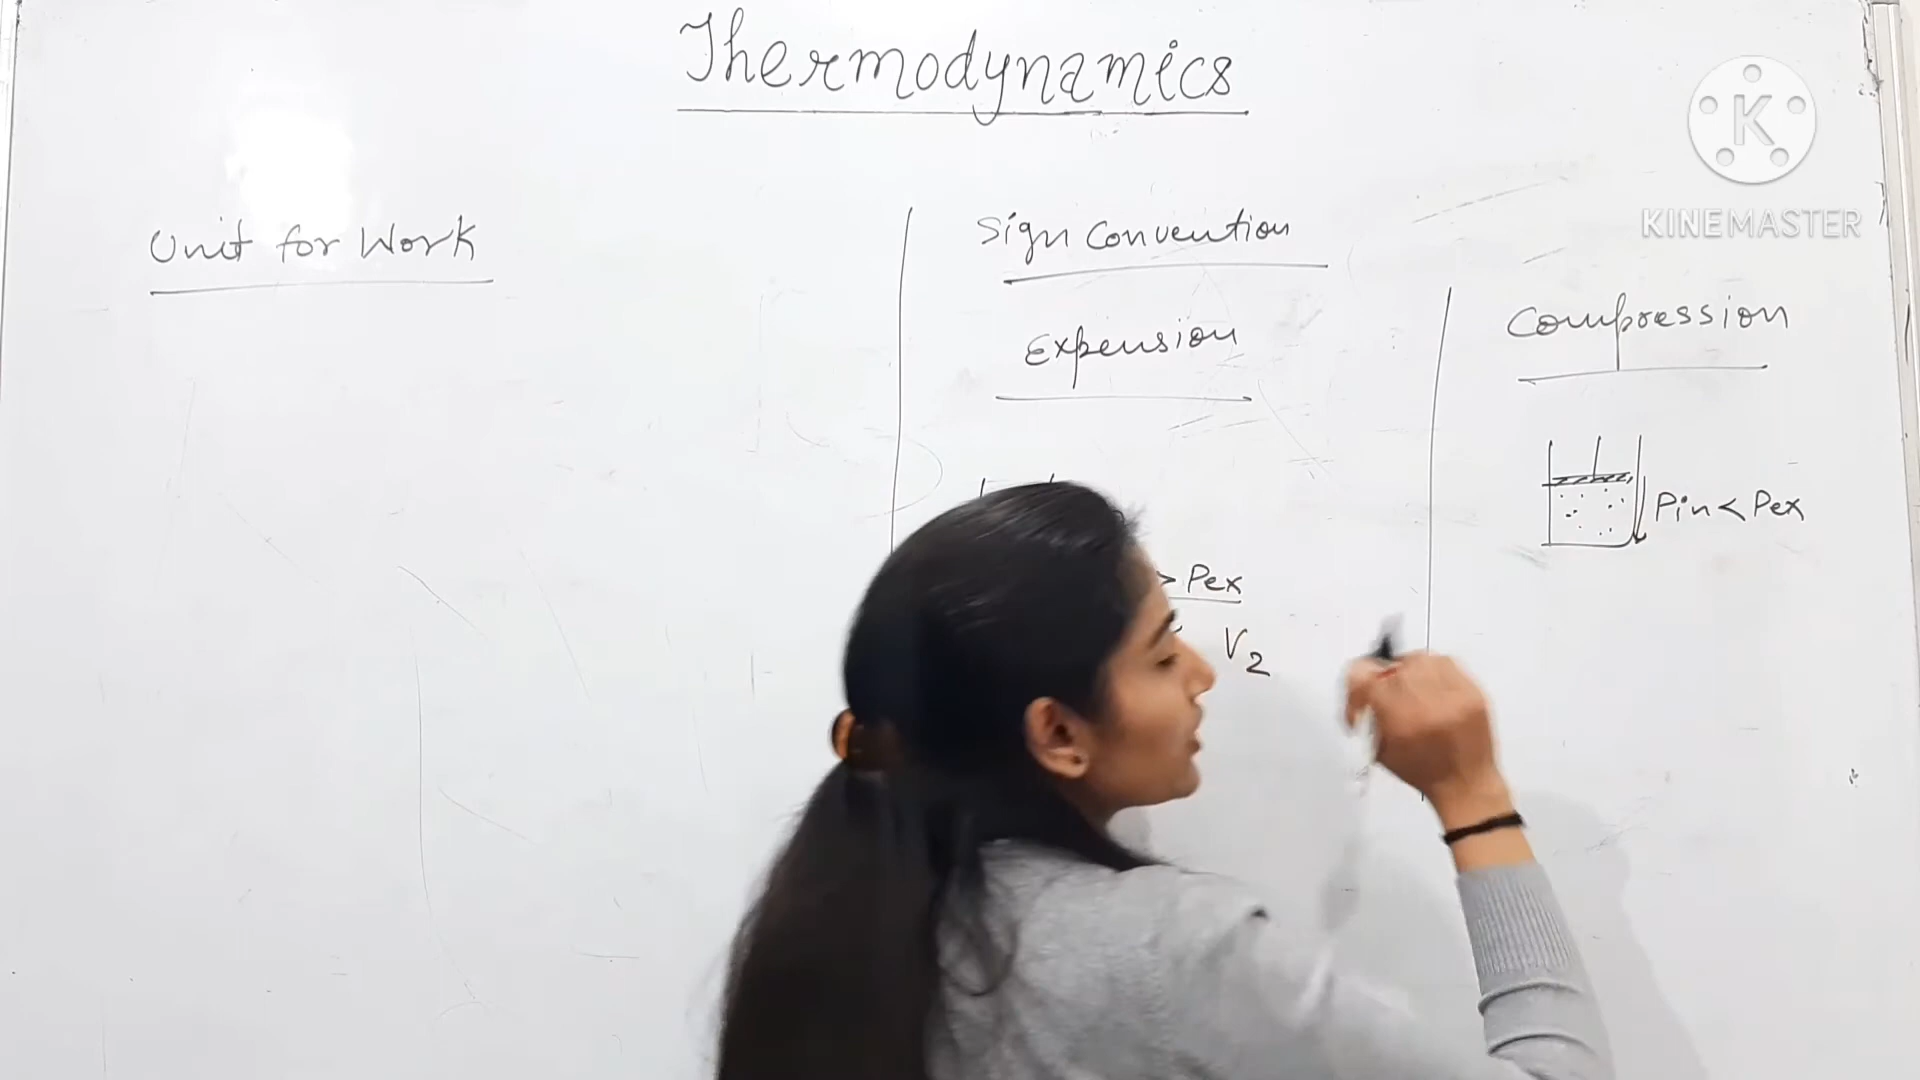 Thermodynamics
K
KINEMASTER
Unit for Work
Sign Convention
Expension
> Pex
V2
Compression
Pin < Pex